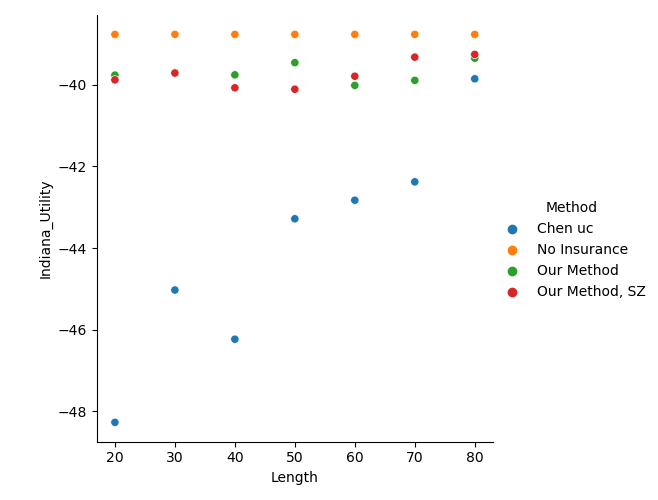 −40
−42
−44
−46
−48
Indiana_Utility
20 30 40 50 60 70 80
Length
Method
Chen uc
No Insurance
Our Method
Our Method, SZ